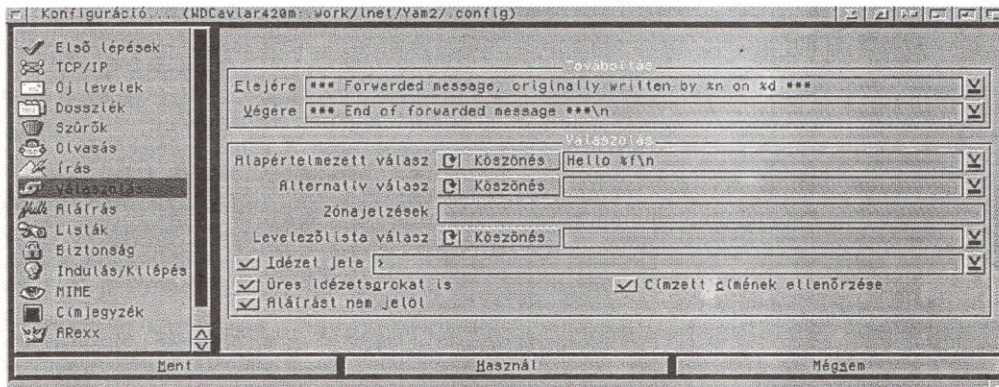 Konfiguráció... (WDCaviar420m:.work/inet/Yam2/.config)
Első lépések
TCP/IP
Új levelek
Dossziék
Szűrők
Olvasás
Írás
Válaszolás
Aláírás
Listák
Biztonság
Indulás/Kilépés
MIME
Címjegyzék
ARexx
Továbbítás
Elejére *** Forwarded message, originally written by %n on %d ***
Végére *** End of forwarded message ***\n
Válaszolás
Alapértelmezett válasz Köszönés Hello %f\n
Alternatív válasz Köszönés
Zónajelzések
Levelezőlista válasz Köszönés
Idézet jele >
Üres idézetsorokat is Címzett címének ellenőrzése
Aláírást nem jelöl
Ment Használ Mégsem